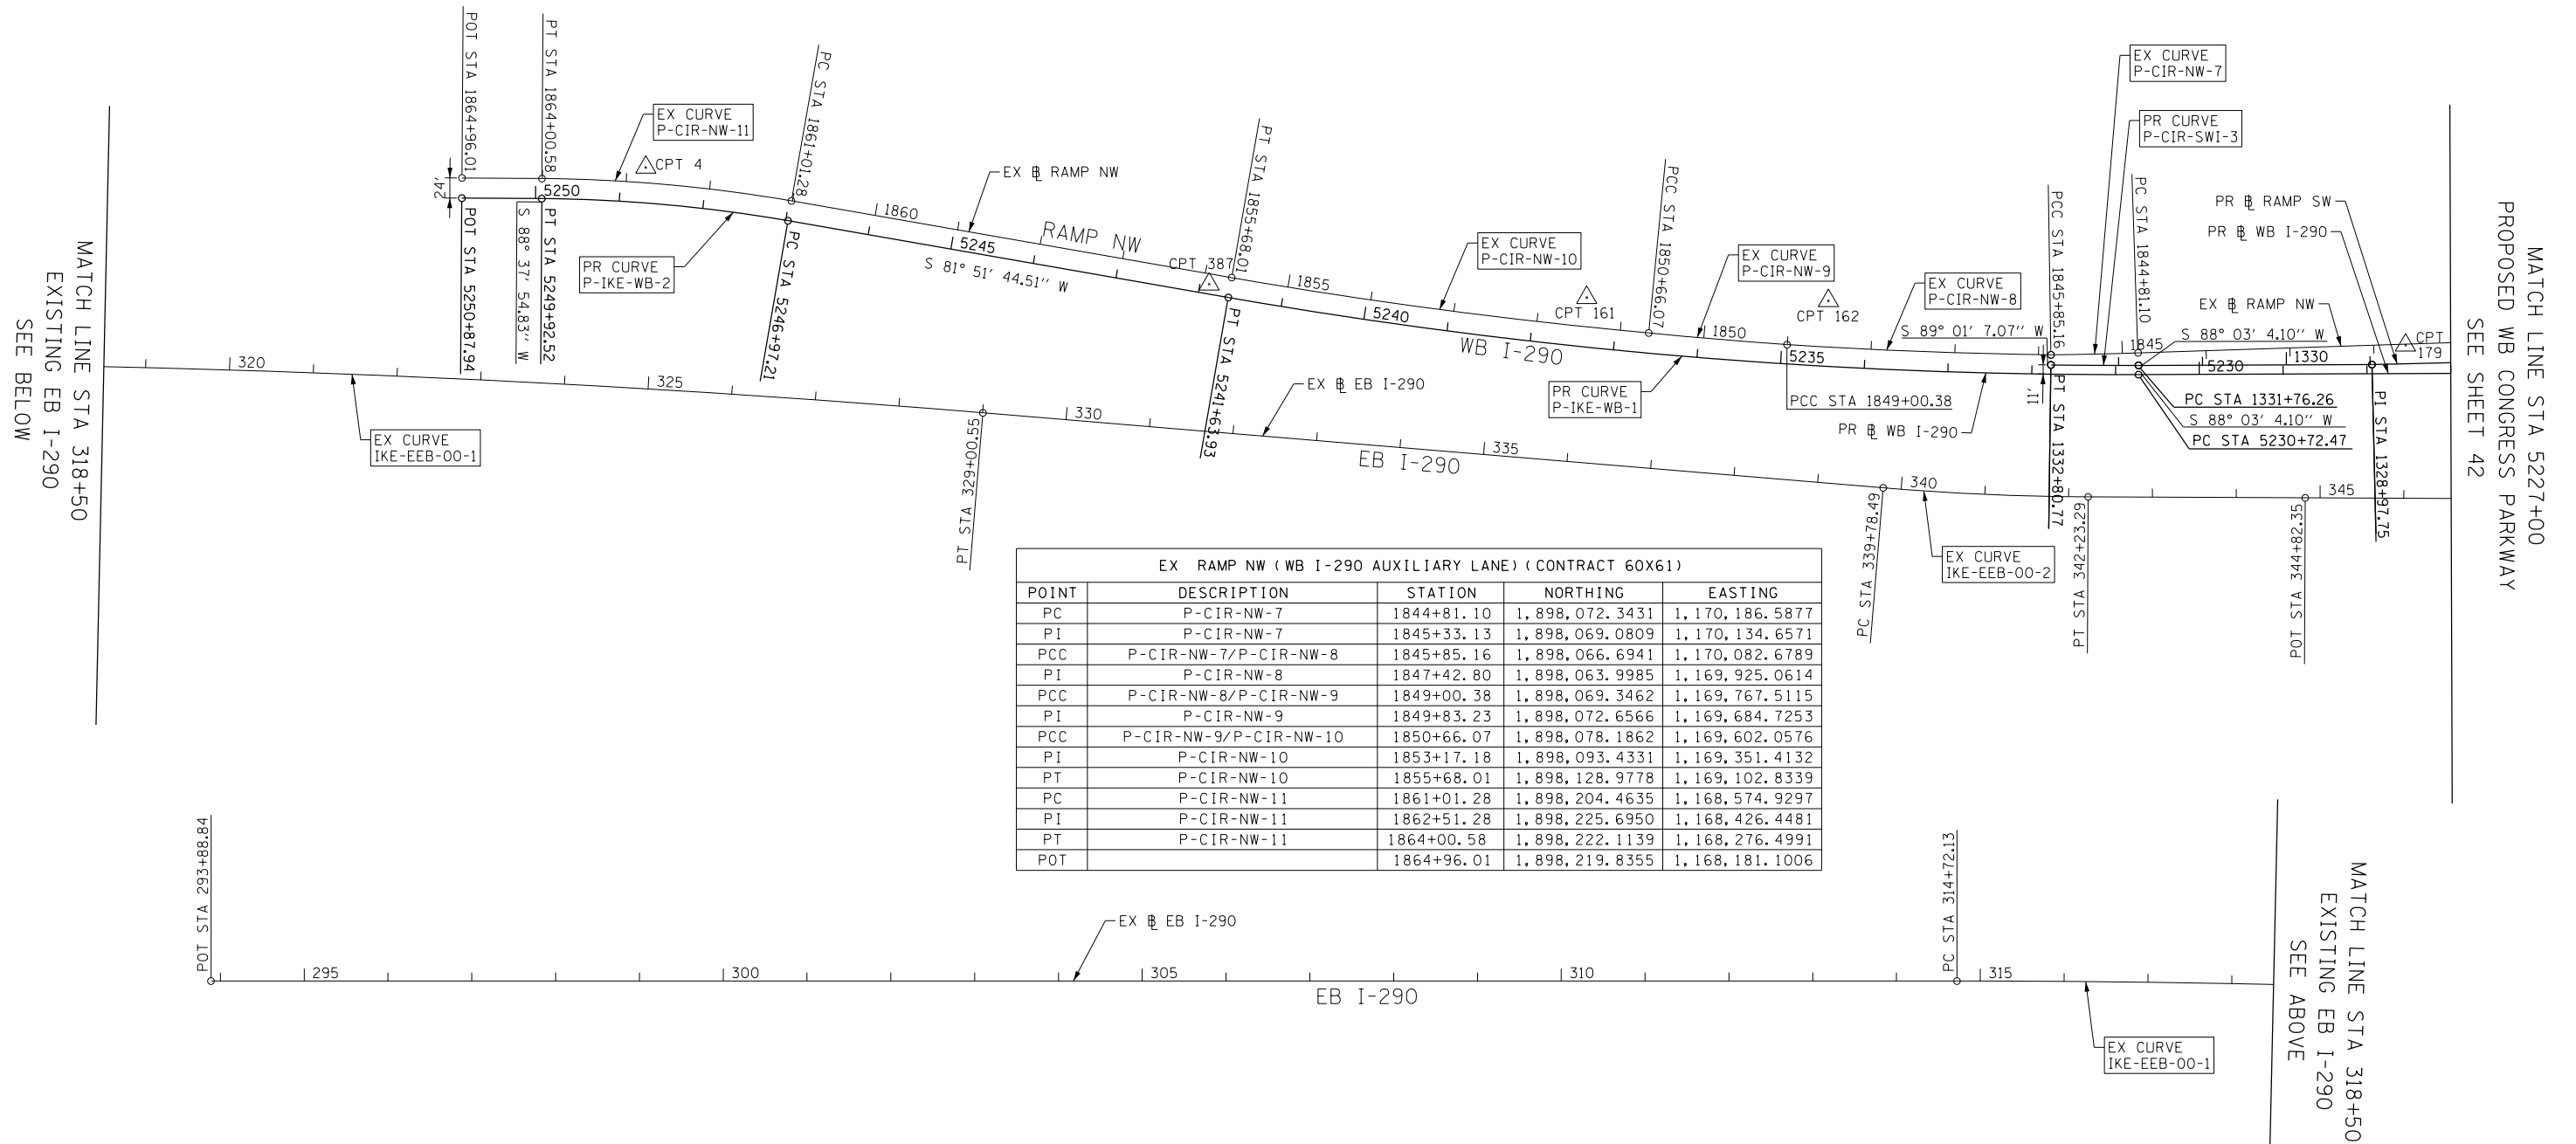 POT STA 1864+96.01
PT STA 1864+00.58
EX CURVE
P-CIR-NW-11
CPT 4
24'
5250
POT STA 5250+87.94
S 88° 37' 54.83'' W
PT STA 5249+92.52
PR CURVE
P-IKE-WB-2
PC STA 1861+01.28
PC STA 5246+97.21
1860
EX ℄ RAMP NW
RAMP NW
5245
S 81° 51' 44.51'' W
CPT 387
PT STA 1855+68.01
PT STA 5241+63.93
1855
5240
WB I-290
EX CURVE
P-CIR-NW-10
CPT 161
PCC STA 1850+66.07
1850
EX CURVE
P-CIR-NW-9
CPT 162
EX CURVE
P-CIR-NW-8
S 89° 01' 7.07'' W
5235
PR CURVE
P-IKE-WB-1
PCC STA 1849+00.38
PR ℄ WB I-290
PCC STA 1845+85.16
11'
PT STA 1332+80.77
EX CURVE
P-CIR-NW-7
PR CURVE
P-CIR-SWI-3
PC STA 1844+81.10
1845
PR ℄ RAMP SW
PR ℄ WB I-290
EX ℄ RAMP NW
S 88° 03' 4.10'' W
1330
5230
CPT
179
PC STA 1331+76.26
S 88° 03' 4.10'' W
PC STA 5230+72.47
PI STA 1328+97.75
MATCH LINE STA 5227+00
PROPOSED WB CONGRESS PARKWAY
SEE SHEET 42
MATCH LINE STA 318+50
EXISTING EB I-290
SEE BELOW
320
EX CURVE
IKE-EEB-00-1
325
PT STA 329+00.55
330
EX ℄ EB I-290
EB I-290
335
PC STA 339+78.49
340
EX CURVE
IKE-EEB-00-2
PT STA 342+23.29
POT STA 344+82.35
345
EX RAMP NW (WB I-290 AUXILIARY LANE) (CONTRACT 60X61)
POINT DESCRIPTION STATION NORTHING EASTING
PC P-CIR-NW-7 1844+81.10 1,898,072.3431 1,170,186.5877
PI P-CIR-NW-7 1845+33.13 1,898,069.0809 1,170,134.6571
PCC P-CIR-NW-7/P-CIR-NW-8 1845+85.16 1,898,066.6941 1,170,082.6789
PI P-CIR-NW-8 1847+42.80 1,898,063.9985 1,169,925.0614
PCC P-CIR-NW-8/P-CIR-NW-9 1849+00.38 1,898,069.3462 1,169,767.5115
PI P-CIR-NW-9 1849+83.23 1,898,072.6566 1,169,684.7253
PCC P-CIR-NW-9/P-CIR-NW-10 1850+66.07 1,898,078.1862 1,169,602.0576
PI P-CIR-NW-10 1853+17.18 1,898,093.4331 1,169,351.4132
PT P-CIR-NW-10 1855+68.01 1,898,128.9778 1,169,102.8339
PC P-CIR-NW-11 1861+01.28 1,898,204.4635 1,168,574.9297
PI P-CIR-NW-11 1862+51.28 1,898,225.6950 1,168,426.4481
PT P-CIR-NW-11 1864+00.58 1,898,222.1139 1,168,276.4991
POT 1864+96.01 1,898,219.8355 1,168,181.1006
POT STA 293+88.84
295
300
EX ℄ EB I-290
305
EB I-290
310
PC STA 314+72.13
315
EX CURVE
IKE-EEB-00-1
MATCH LINE STA 318+50
EXISTING EB I-290
SEE ABOVE